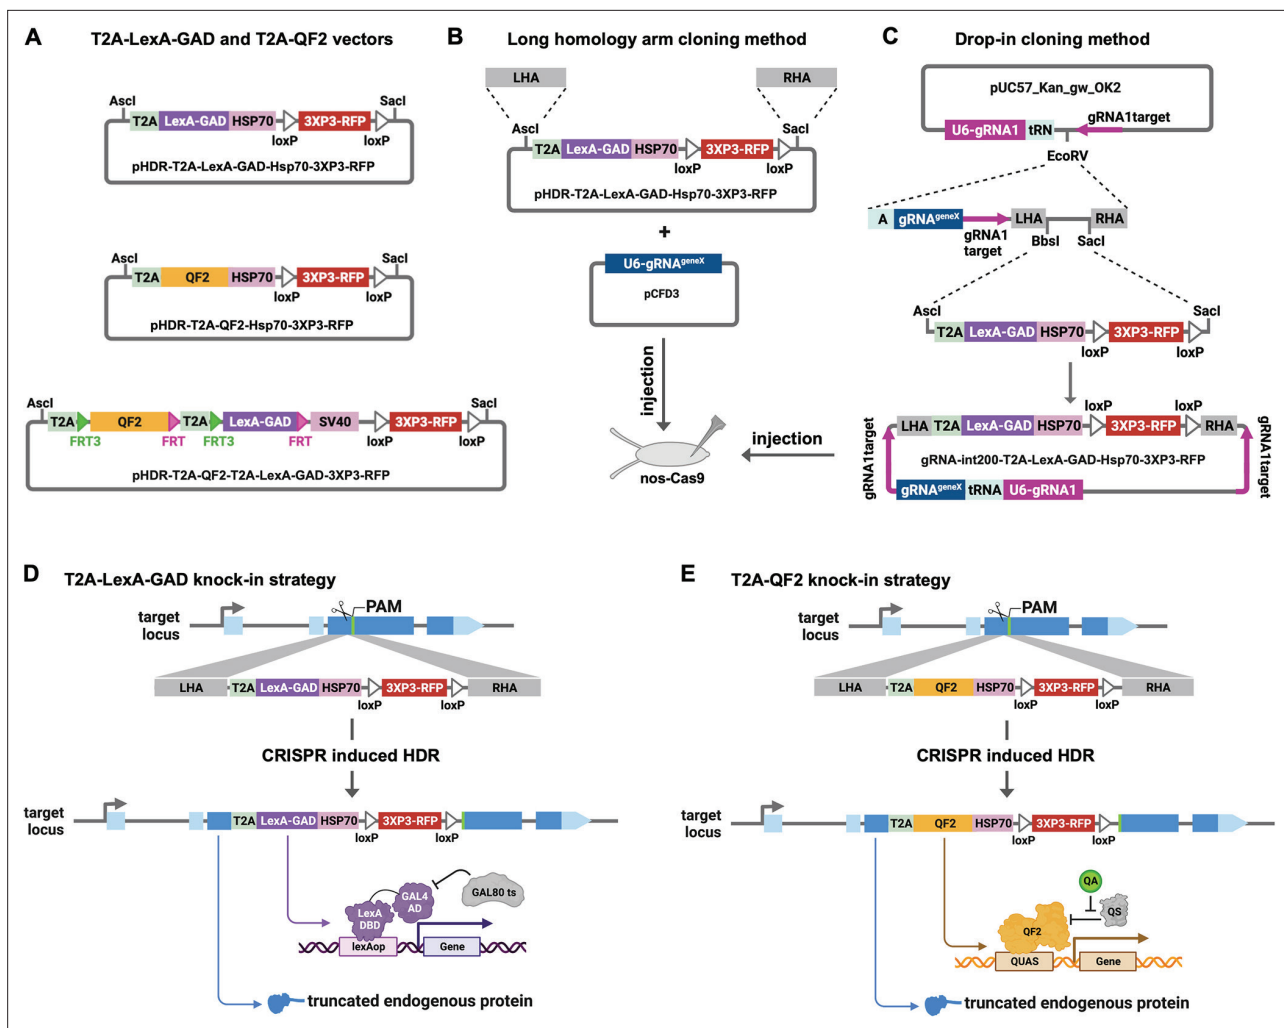 A T2A-LexA-GAD and T2A-QF2 vectors
AscI SacI
T2A LexA-GAD HSP70 3XP3-RFP
loxP loxP
pHDR-T2A-LexA-GAD-Hsp70-3XP3-RFP
AscI SacI
T2A QF2 HSP70 3XP3-RFP
loxP loxP
pHDR-T2A-QF2-Hsp70-3XP3-RFP
AscI SacI
T2A QF2 T2A LexA-GAD SV40 3XP3-RFP
FRT3 FRT FRT3 FRT loxP loxP
pHDR-T2A-QF2-T2A-LexA-GAD-3XP3-RFP
B Long homology arm cloning method
LHA RHA
AscI SacI
T2A LexA-GAD HSP70 3XP3-RFP
loxP loxP
pHDR-T2A-LexA-GAD-Hsp70-3XP3-RFP
+
U6-gRNAgeneX
pCFD3
injection
nos-Cas9
injection
C Drop-in cloning method
pUC57_Kan_gw_OK2
gRNA1target
U6-gRNA1 tRN
EcoRV
A gRNAgeneX LHA RHA
gRNA1
target
BbsI SacI
AscI SacI
T2A LexA-GAD HSP70 3XP3-RFP
loxP loxP
loxP loxP
LHA T2A LexA-GAD HSP70 3XP3-RFP RHA
gRNA-int200-T2A-LexA-GAD-Hsp70-3XP3-RFP
gRNA1target
gRNA1target
gRNAgeneX tRNA U6-gRNA1
D T2A-LexA-GAD knock-in strategy
target
locus
PAM
LHA T2A LexA-GAD HSP70 3XP3-RFP RHA
loxP loxP
CRISPR induced HDR
target
locus
T2A LexA-GAD HSP70 3XP3-RFP
loxP loxP
GAL4
AD
GAL80 ts
LexA
DBD
lexAop Gene
truncated endogenous protein
E T2A-QF2 knock-in strategy
target
locus
PAM
LHA T2A QF2 HSP70 3XP3-RFP RHA
loxP loxP
CRISPR induced HDR
target
locus
T2A QF2 HSP70 3XP3-RFP
loxP loxP
QA
QS
QF2
QUAS Gene
truncated endogenous protein